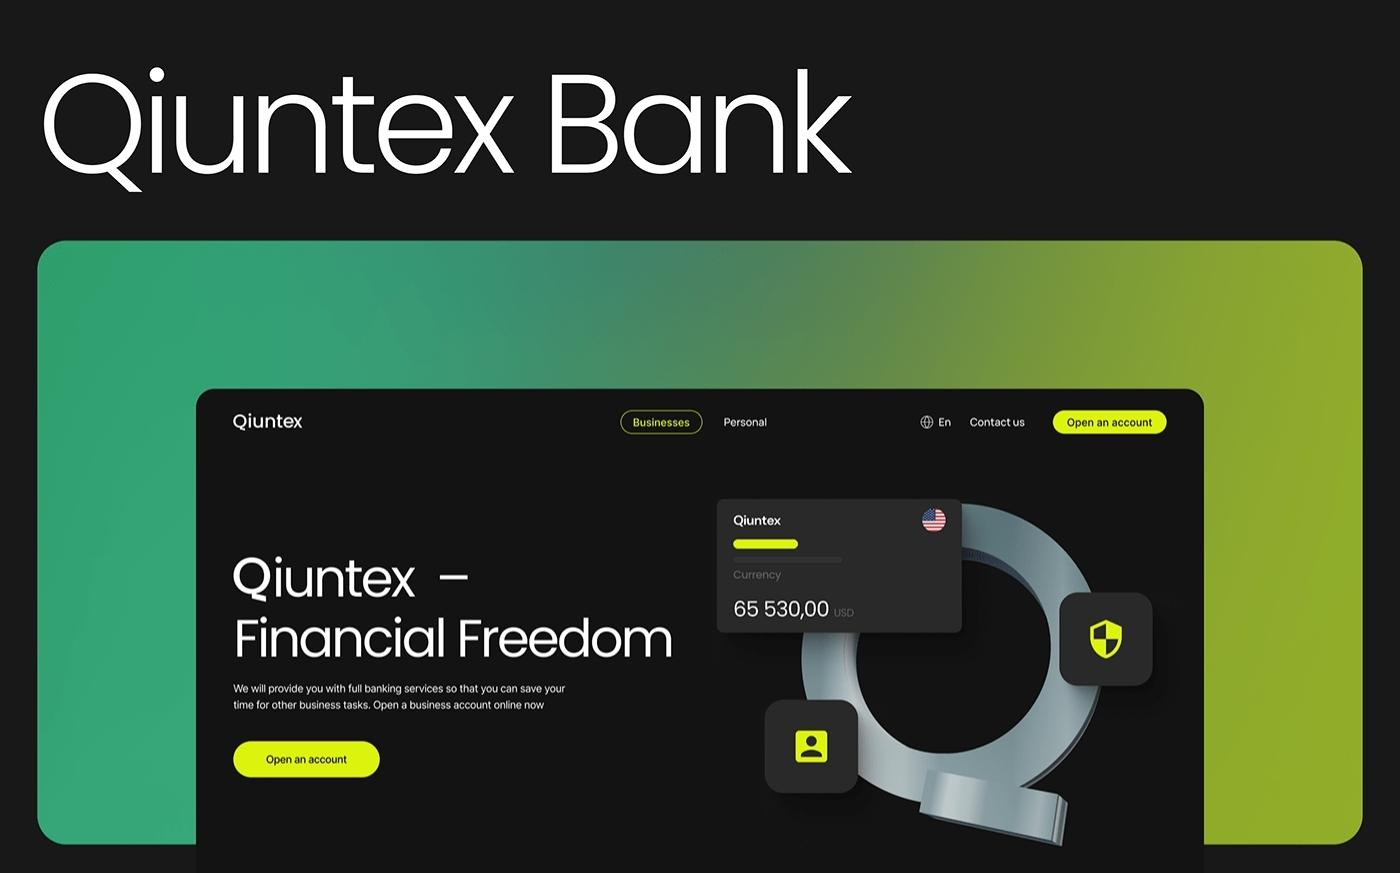 Qiuntex Bank
Qiuntex
Businesses
Personal
En
Contact us
Open an account
Qiuntex
Currency
65 530,00 USD
Qiuntex –
Financial Freedom
We will provide you with full banking services so that you can save your
time for other business tasks. Open a business account online now
Open an account